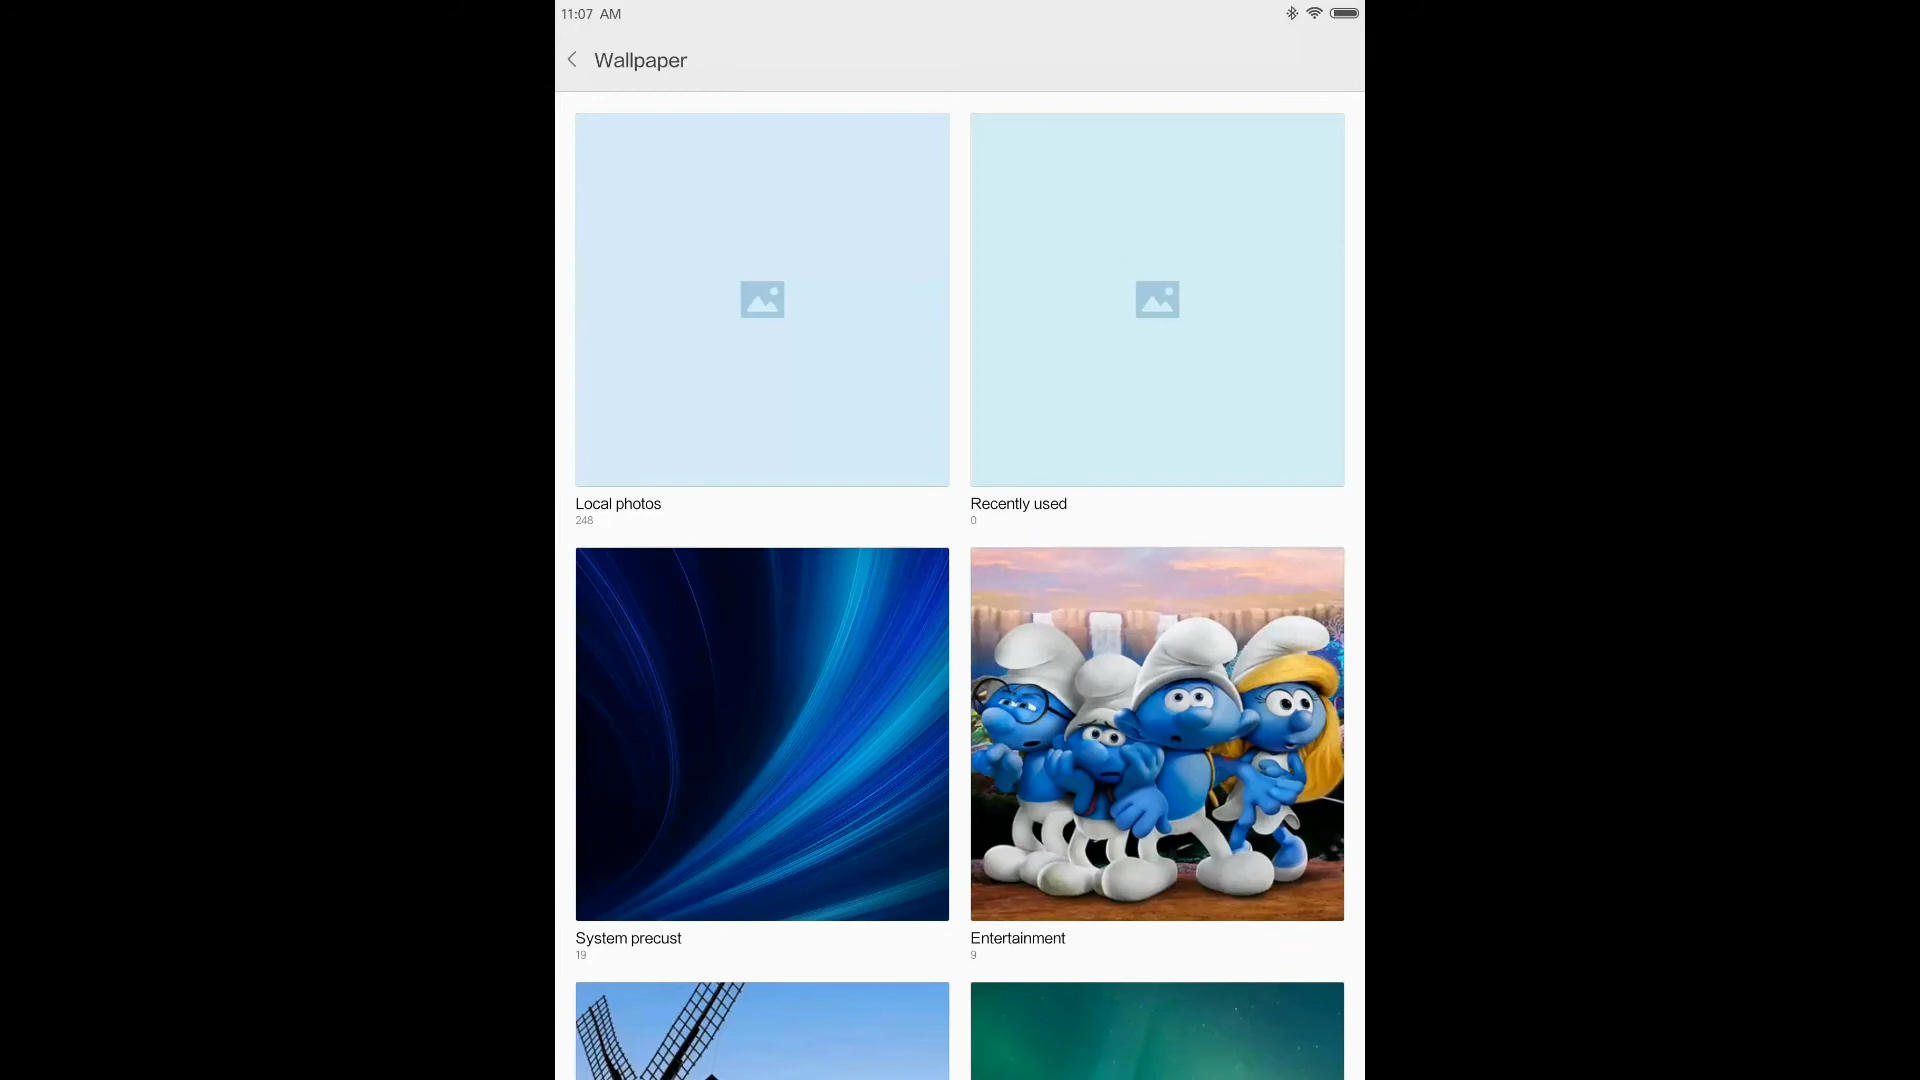 11:07 AM
Wallpaper
Local photos
248
Recently used
0
System precust
19
Entertainment
9